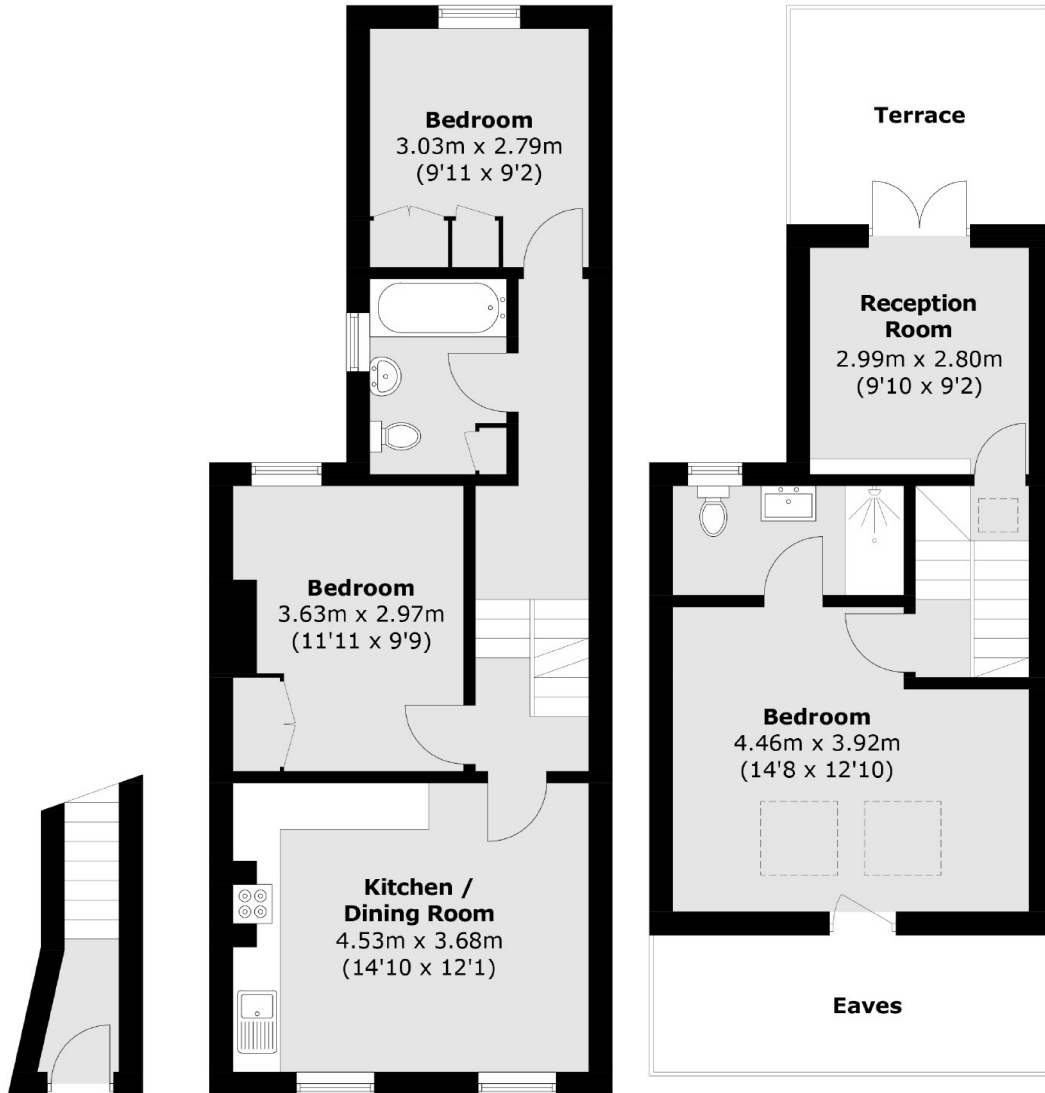 Bedroom
3.03m x 2.79m
(9'11 x 9'2)
Bedroom
3.63m x 2.97m
(11'11 x 9'9)
Kitchen /
Dining Room
4.53m x 3.68m
(14'10 x 12'1)
Terrace
Reception
Room
2.99m x 2.80m
(9'10 x 9'2)
Bedroom
4.46m x 3.92m
(14'8 x 12'10)
Eaves